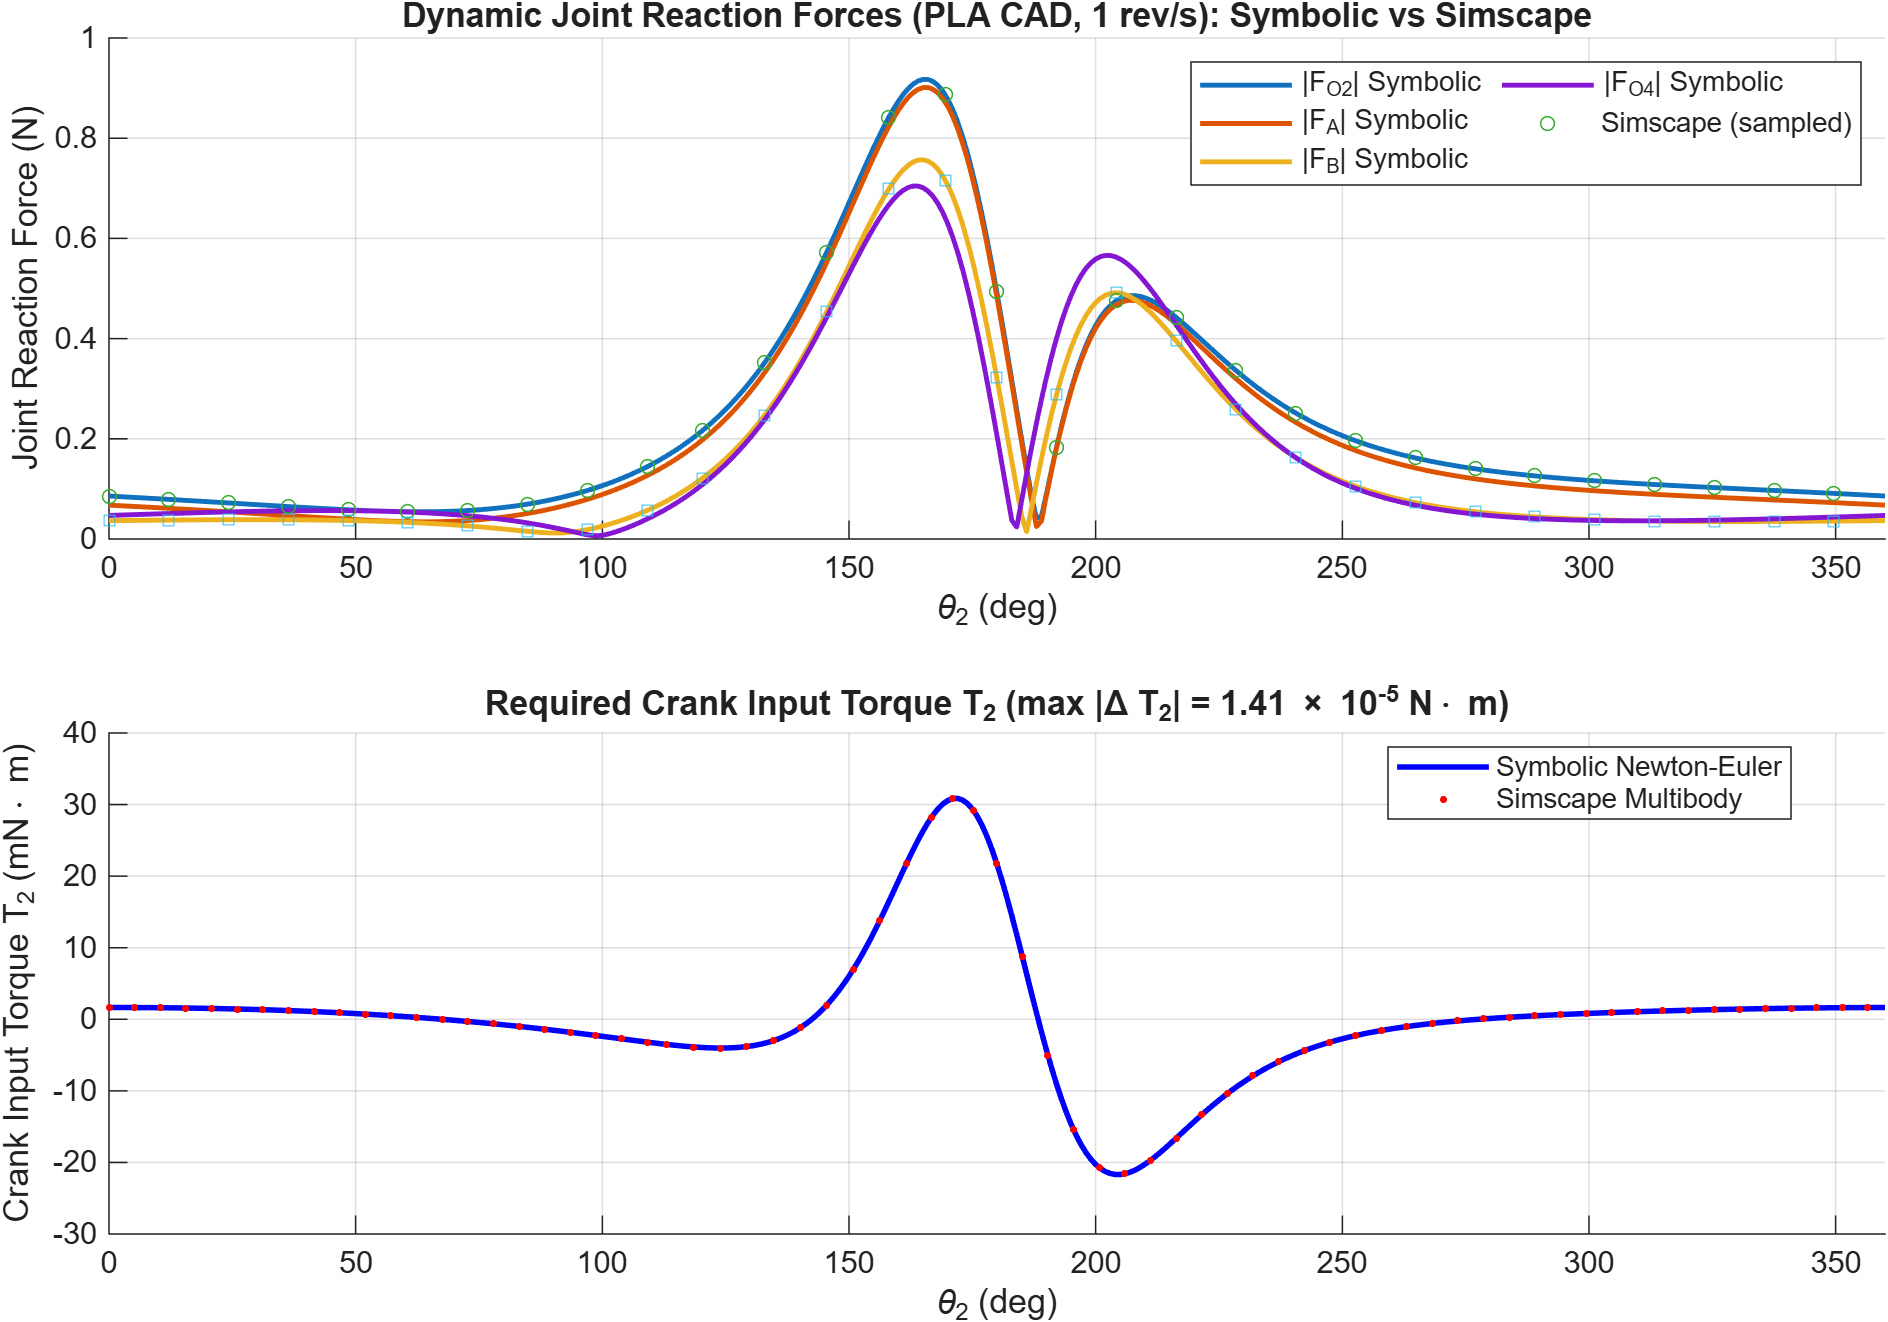 Dynamic Joint Reaction Forces (PLA CAD, 1 rev/s): Symbolic vs Simscape
Joint Reaction Force (N)
1
0.8
0.6
0.4
0.2
0
|F_O2| Symbolic
|F_A| Symbolic
|F_B| Symbolic
|F_O4| Symbolic
Simscape (sampled)
0 50 100 150 200 250 300 350
θ₂ (deg)
Required Crank Input Torque T₂ (max |Δ T₂| = 1.41 × 10⁻⁵ N · m)
Crank Input Torque T₂ (mN · m)
40
30
20
10
0
-10
-20
-30
Symbolic Newton-Euler
Simscape Multibody
0 50 100 150 200 250 300 350
θ₂ (deg)